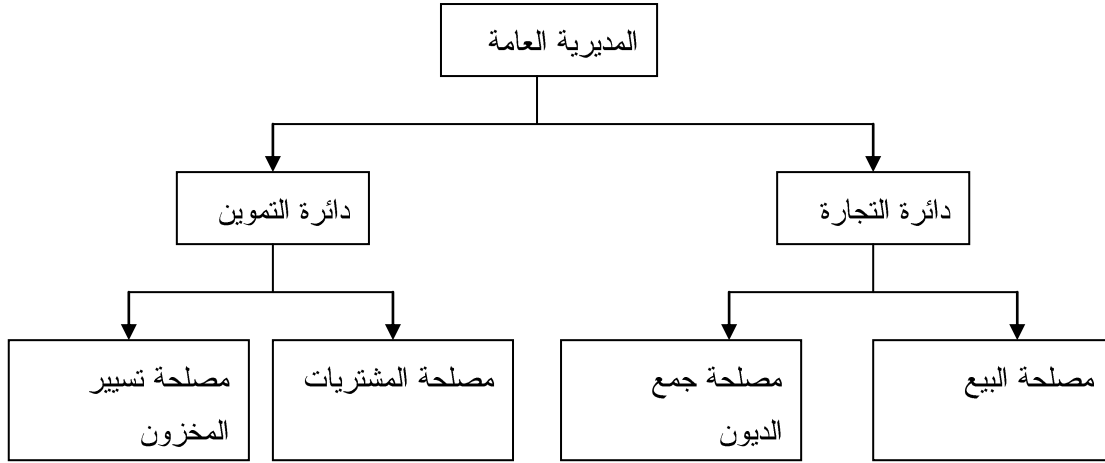 المديرية العامة
دائرة التجارة
دائرة التموين
مصلحة البيع
مصلحة جمع
الديون
مصلحة المشتريات
مصلحة تسيير
المخزون